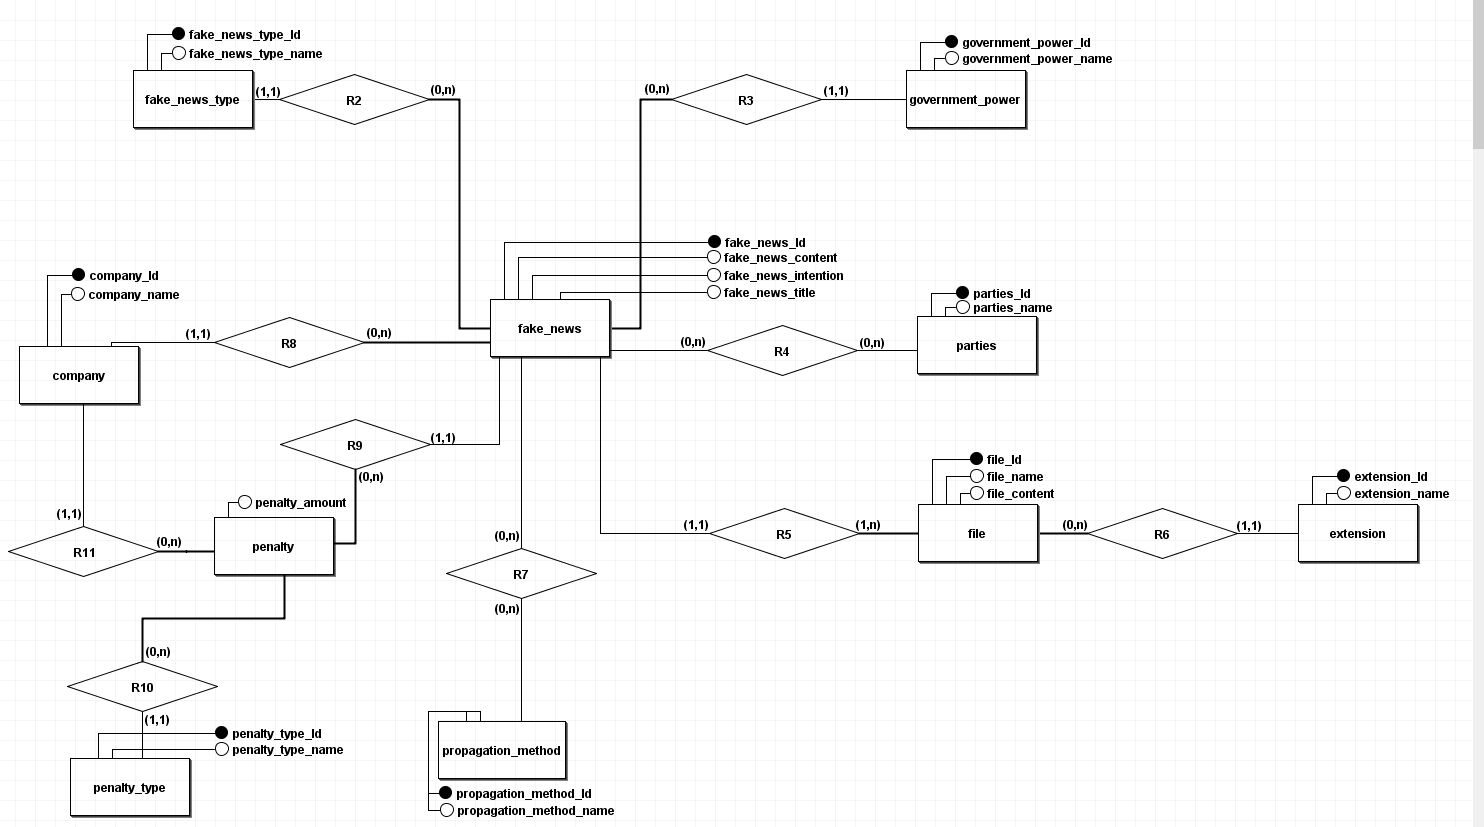 fake_news_type_Id
fake_news_type_name
fake_news_type
(1,1)
R2
(0,n)
(0,n)
R3
(1,1)
government_power_Id
government_power_name
government_power
fake_news_Id
fake_news_content
fake_news_intention
fake_news_title
fake_news
company_Id
company_name
company
(1,1)
R8
(0,n)
(0,n)
R4
(0,n)
parties_Id
parties_name
parties
R9
(1,1)
(0,n)
penalty_amount
penalty
(1,1)
R11
(0,n)
(0,n)
R7
(0,n)
(1,1)
R5
(1,n)
file_Id
file_name
file_content
file
(0,n)
R6
(1,1)
extension_Id
extension_name
extension
(0,n)
R10
(1,1)
penalty_type_Id
penalty_type_name
penalty_type
propagation_method
propagation_method_Id
propagation_method_name